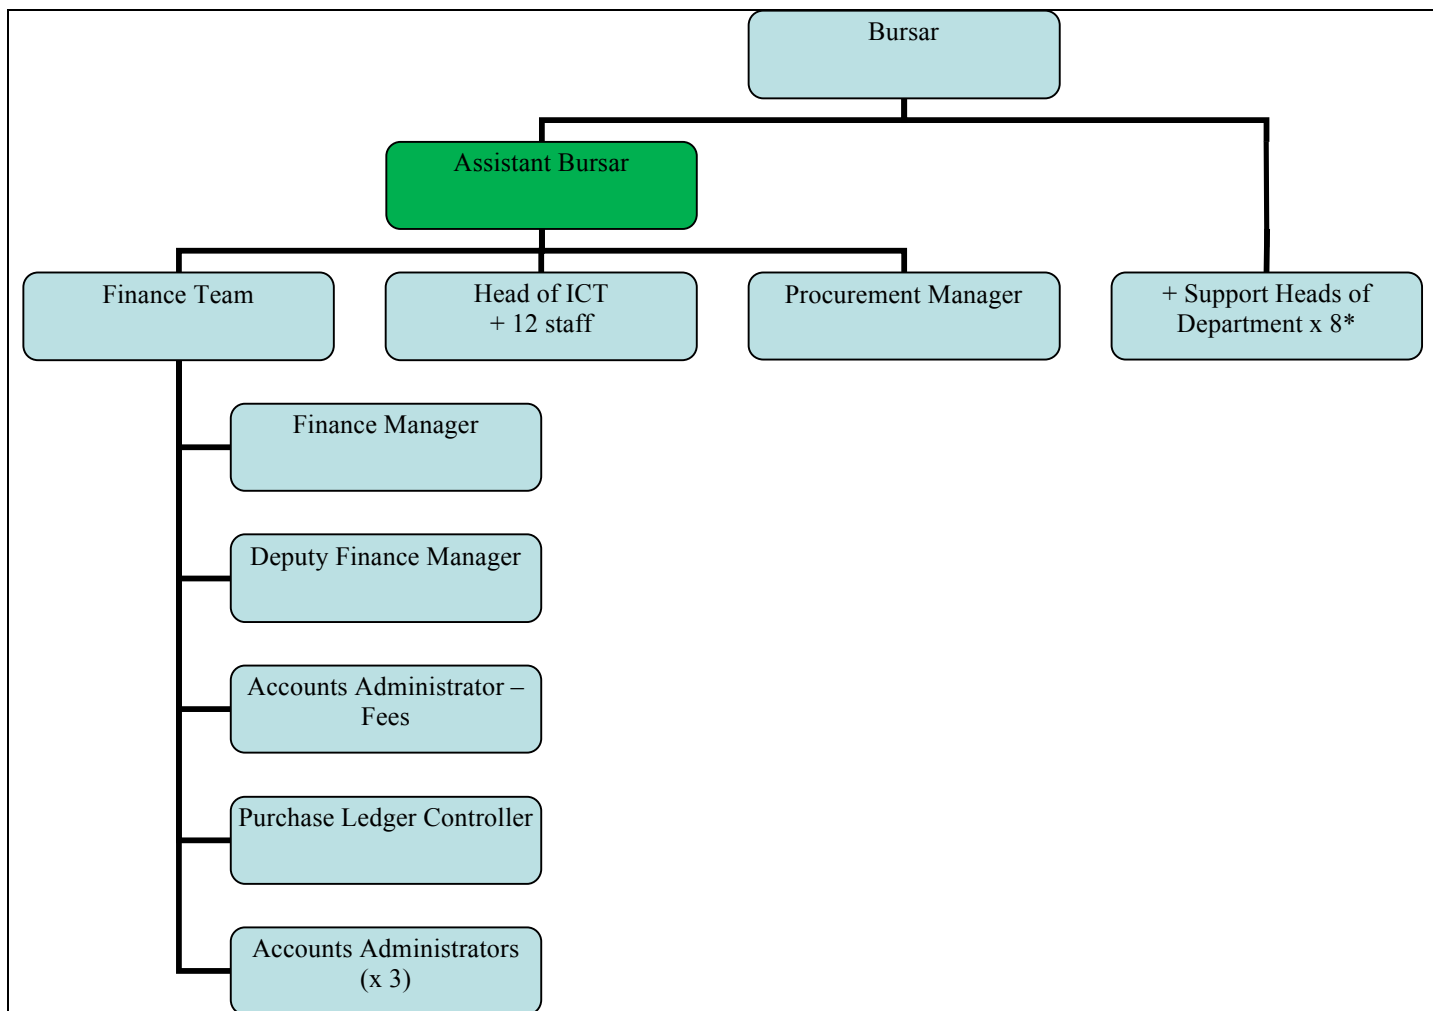 Bursar
Assistant Bursar
Finance Team
Head of ICT
+ 12 staff
Procurement Manager
+ Support Heads of
Department x 8*
Finance Manager
Deputy Finance Manager
Accounts Administrator –
Fees
Purchase Ledger Controller
Accounts Administrators
(x 3)